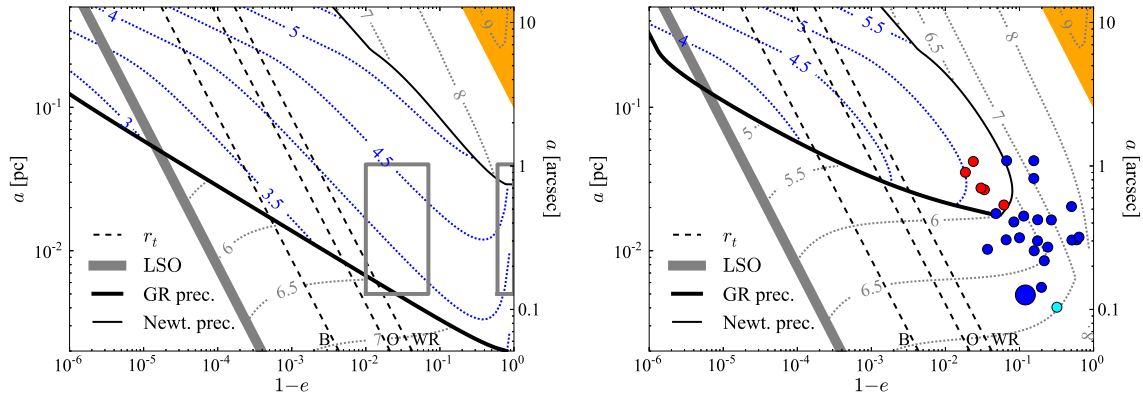 4
5
7
9
8
4.5
3
3.5
6
6.5
7
B
O
WR
r_t
LSO
GR prec.
Newt. prec.
10^{-1}
10^{-2}
a [pc]
10
1
0.1
a [arcsec]
10^{-6}
10^{-5}
10^{-4}
10^{-3}
10^{-2}
10^{-1}
10^{0}
1−e
4
5
5.5
6.5
8
9
4.5
7
5
5.5
6
8
B
O
WR
r_t
LSO
GR prec.
Newt. prec.
10^{-1}
10^{-2}
a [pc]
10
1
0.1
a [arcsec]
10^{-6}
10^{-5}
10^{-4}
10^{-3}
10^{-2}
10^{-1}
10^{0}
1−e